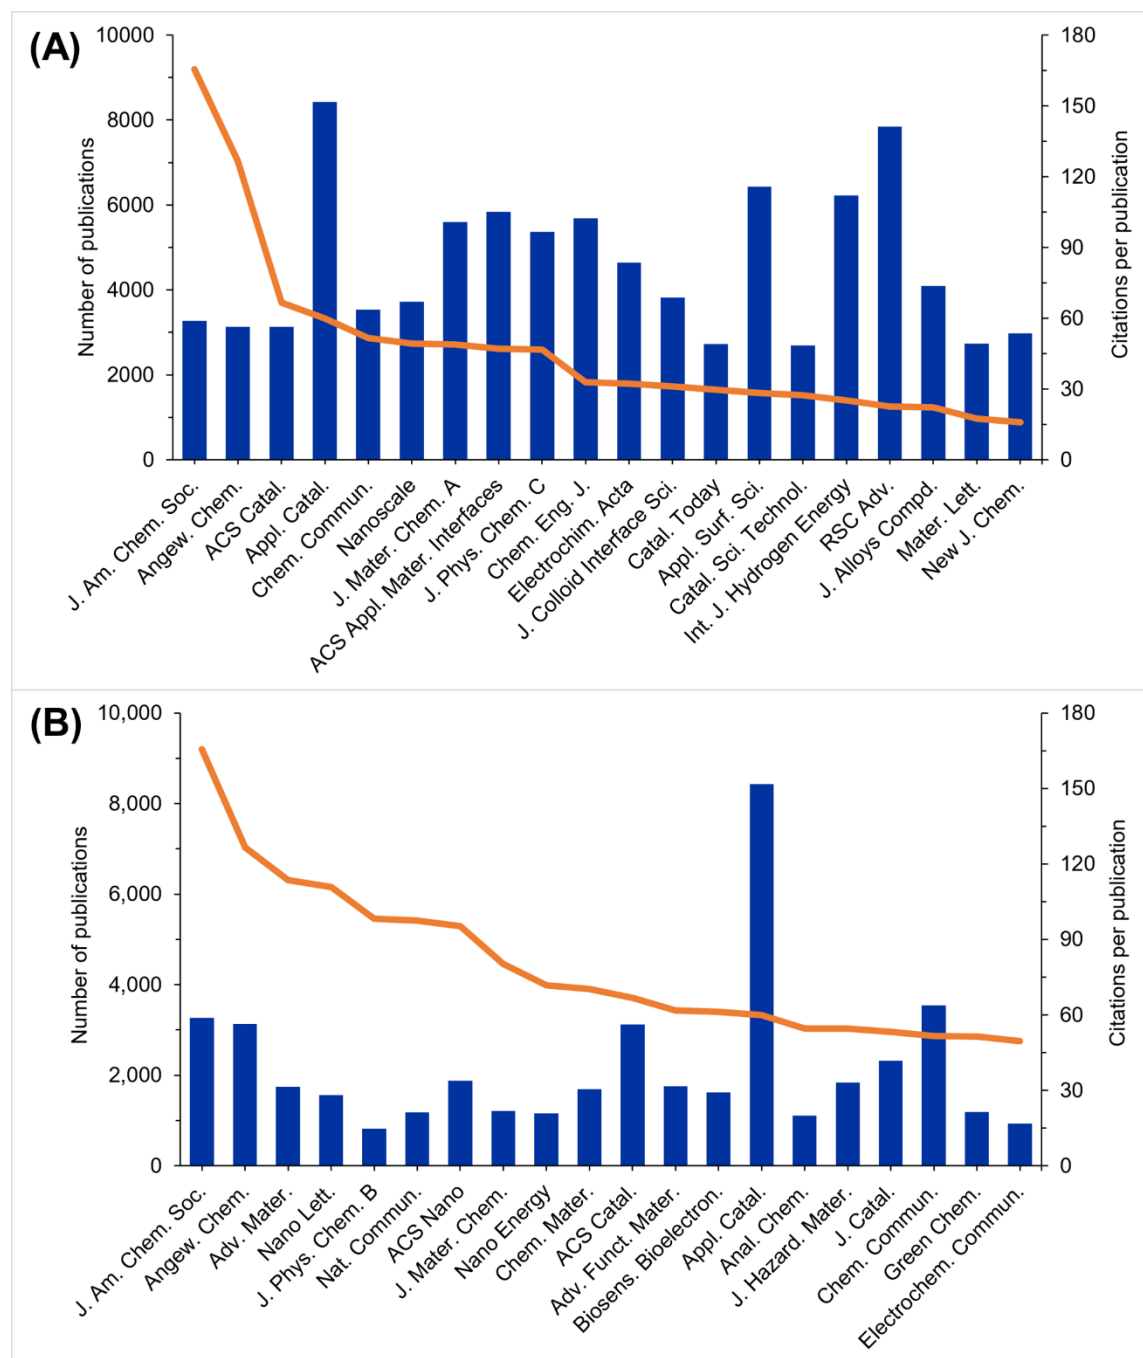 (A)
Number of publications
10000
8000
6000
4000
2000
0
180
150
120
90
60
30
0
Citations per publication
J. Am. Chem. Soc.
Angew. Chem.
ACS Catal.
Appl. Catal.
Chem. Commun.
Nanoscale
J. Mater. Chem. A
ACS Appl. Mater. Interfaces
J. Phys. Chem. C
Chem. Eng. J.
Electrochim. Acta
J. Colloid Interface Sci.
Catal. Today
Appl. Surf. Sci.
Catal. Sci. Technol.
Int. J. Hydrogen Energy
RSC Adv.
J. Alloys Compd.
Mater. Lett.
New J. Chem.
(B)
Number of publications
10,000
8,000
6,000
4,000
2,000
0
180
150
120
90
60
30
0
Citations per publication
J. Am. Chem. Soc.
Angew. Chem.
Adv. Mater.
Nano Lett.
J. Phys. Chem. B
Nat. Commun.
ACS Nano
J. Mater. Chem.
Nano Energy
Chem. Mater.
ACS Catal.
Adv. Funct. Mater.
Biosens. Bioelectron.
Appl. Catal.
Anal. Chem.
J. Hazard. Mater.
J. Catal.
Chem. Commun.
Green Chem.
Electrochem. Commun.